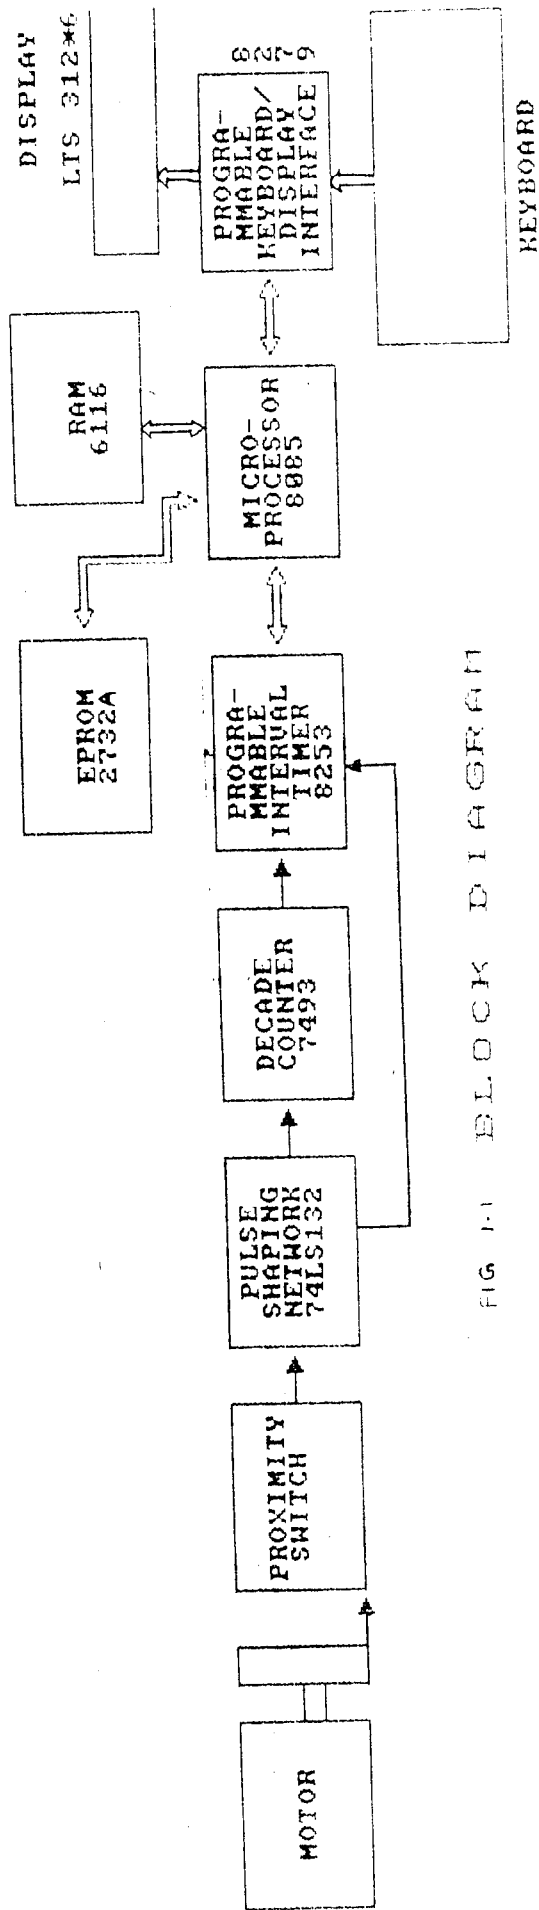 MOTOR
PROXIMITY
SWITCH
PULSE
SHAPING
NETWORK
74LS132
DECADE
COUNTER
7493
PROGRA-
MMABLE
INTERVAL
TIMER
8253
EPROM
2732A
MICRO-
PROCESSOR
8085
RAM
6116
PROGRA-
MMABLE
KEYBOARD/
DISPLAY
INTERFACE
8279
DISPLAY
LTS 312*6
KEYBOARD
FIG 1.1 BLOCK DIAGRAM